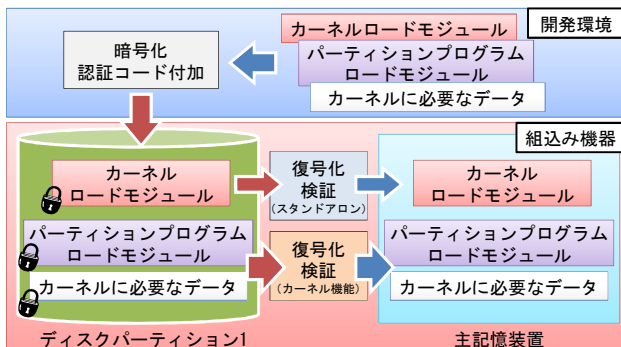 開発環境
カーネルロードモジュール
パーティションプログラム
ロードモジュール
カーネルに必要なデータ
暗号化
認証コード付加
組込み機器
カーネル
ロードモジュール
パーティションプログラム
ロードモジュール
カーネルに必要なデータ
ディスクパーティション1
復号化
検証
(スタンドアロン)
復号化
検証
(カーネル機能)
カーネル
ロードモジュール
パーティションプログラム
ロードモジュール
カーネルに必要なデータ
主記憶装置